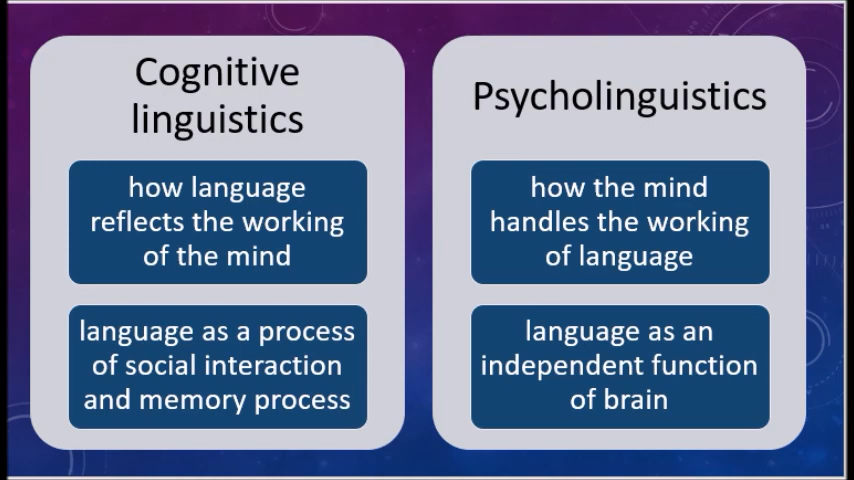 Cognitive
linguistics
how language
reflects the working
of the mind
language as a process
of social interaction
and memory process
Psycholinguistics
how the mind
handles the working
of language
language as an
independent function
of brain